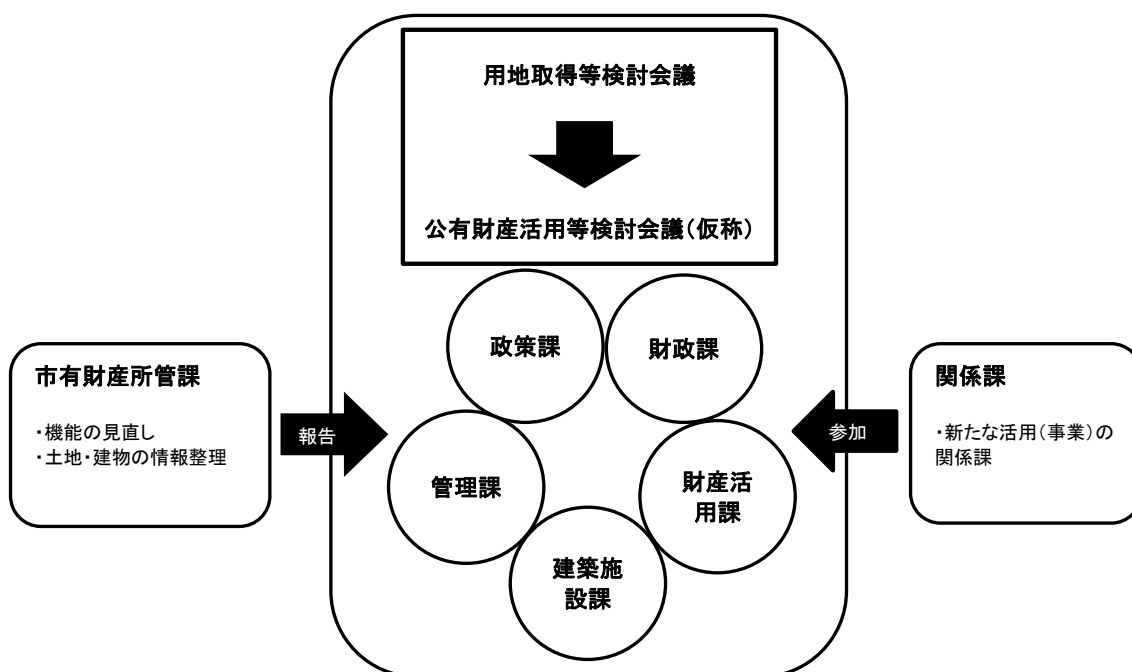 用地取得等検討会議
公有財産活用等検討会議(仮称)
政策課
財政課
市有財産所管課
・機能の見直し
・土地・建物の情報整理
報告
参加
関係課
・新たな活用(事業)の
関係課
管理課
財産活
用課
建築施
設課